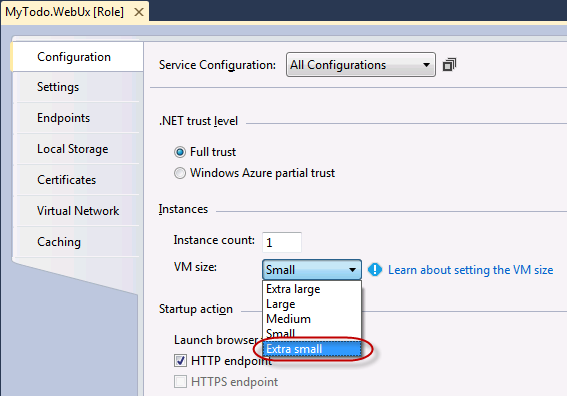 MyTodo.WebUx [Role]
Configuration
Settings
Endpoints
Local Storage
Certificates
Virtual Network
Caching
Service Configuration: All Configurations
.NET trust level
Full trust
Windows Azure partial trust
Instances
Instance count: 1
VM size: Small Learn about setting the VM size
Extra large
Large
Medium
Small
Extra small
Startup action
Launch browser
HTTP endpoint
HTTPS endpoint